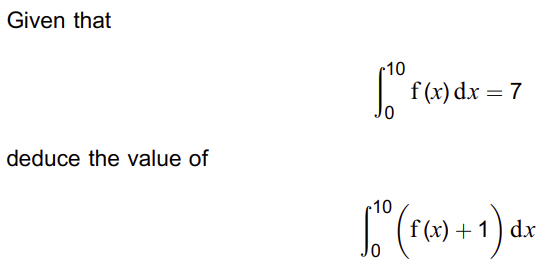 Given that
∫₀¹⁰ f(x) dx = 7
deduce the value of
∫₀¹⁰ (f(x) + 1) dx